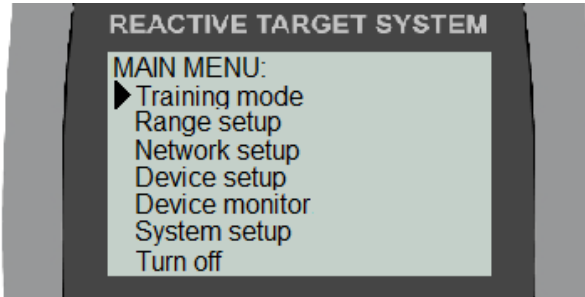 REACTIVE TARGET SYSTEM
MAIN MENU:
Training mode
Range setup
Network setup
Device setup
Device monitor
System setup
Turn off